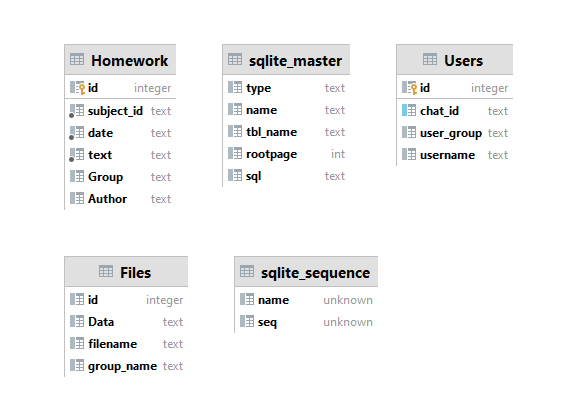 Homework
id integer
subject_id text
date text
text text
Group text
Author text
sqlite_master
type text
name text
tbl_name text
rootpage int
sql text
Users
id integer
chat_id text
user_group text
username text
Files
id integer
Data text
filename text
group_name text
sqlite_sequence
name unknown
seq unknown